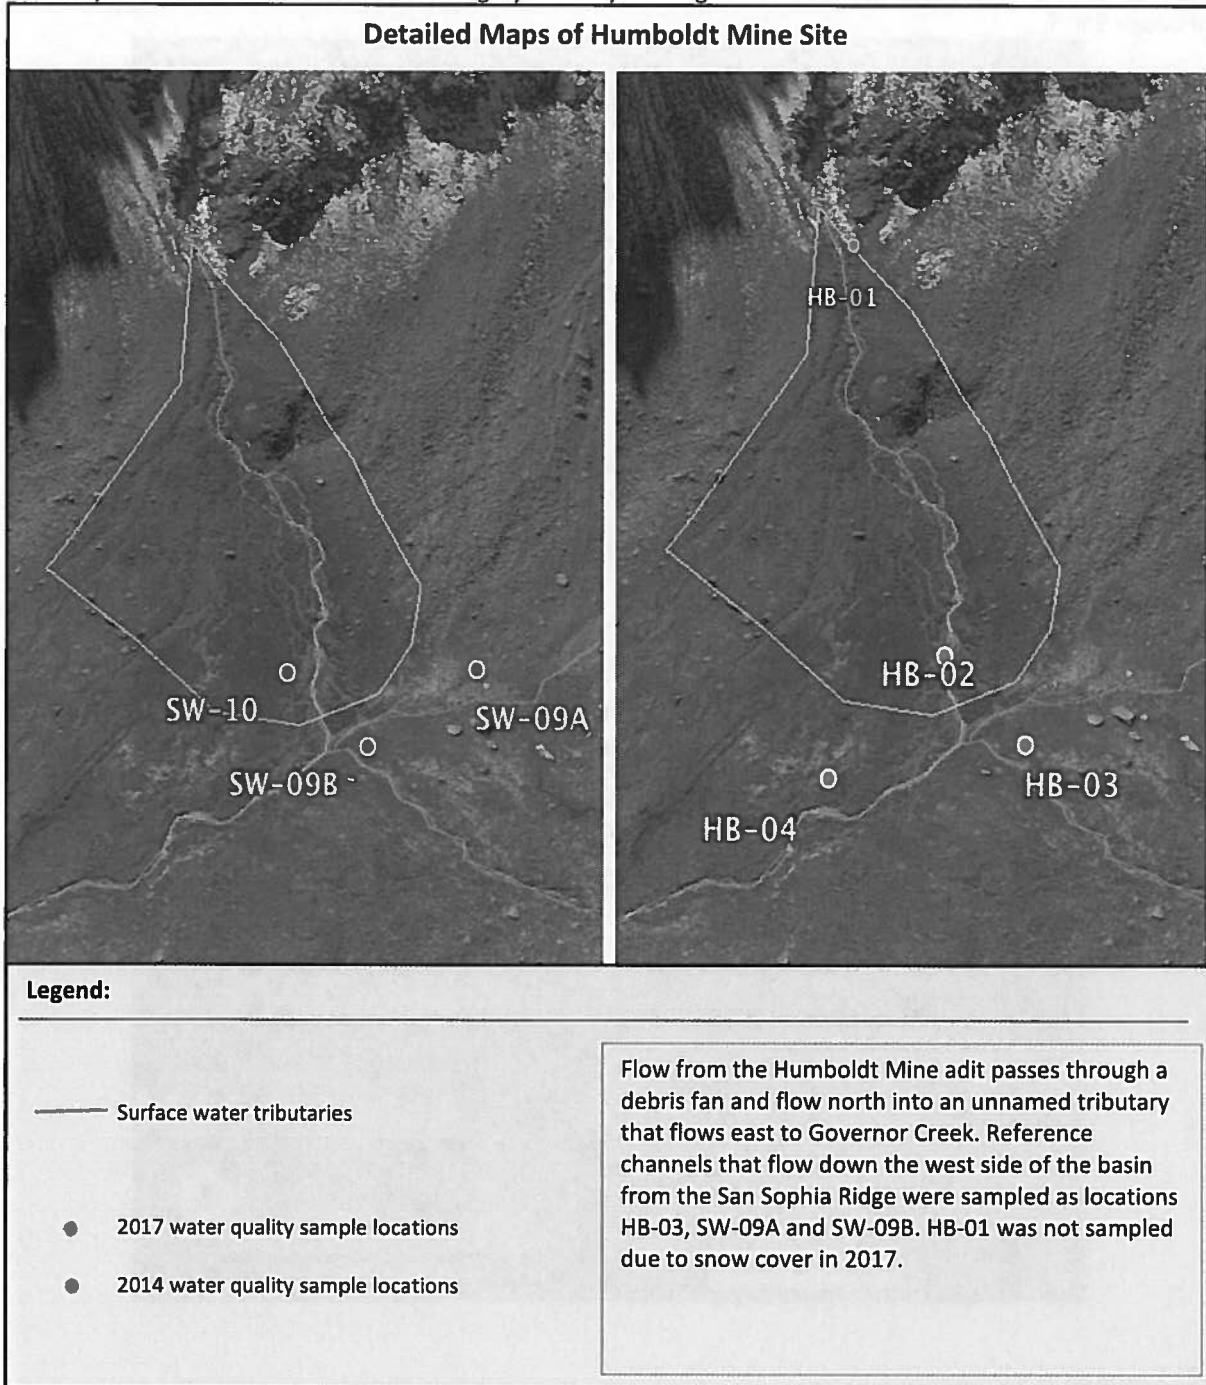 Detailed Maps of Humboldt Mine Site
HB-01
SW-10
SW-09A
SW-09B
HB-02
HB-03
HB-04
Legend:
Surface water tributaries
2017 water quality sample locations
2014 water quality sample locations
Flow from the Humboldt Mine adit passes through a
debris fan and flow north into an unnamed tributary
that flows east to Governor Creek. Reference
channels that flow down the west side of the basin
from the San Sophia Ridge were sampled as locations
HB-03, SW-09A and SW-09B. HB-01 was not sampled
due to snow cover in 2017.